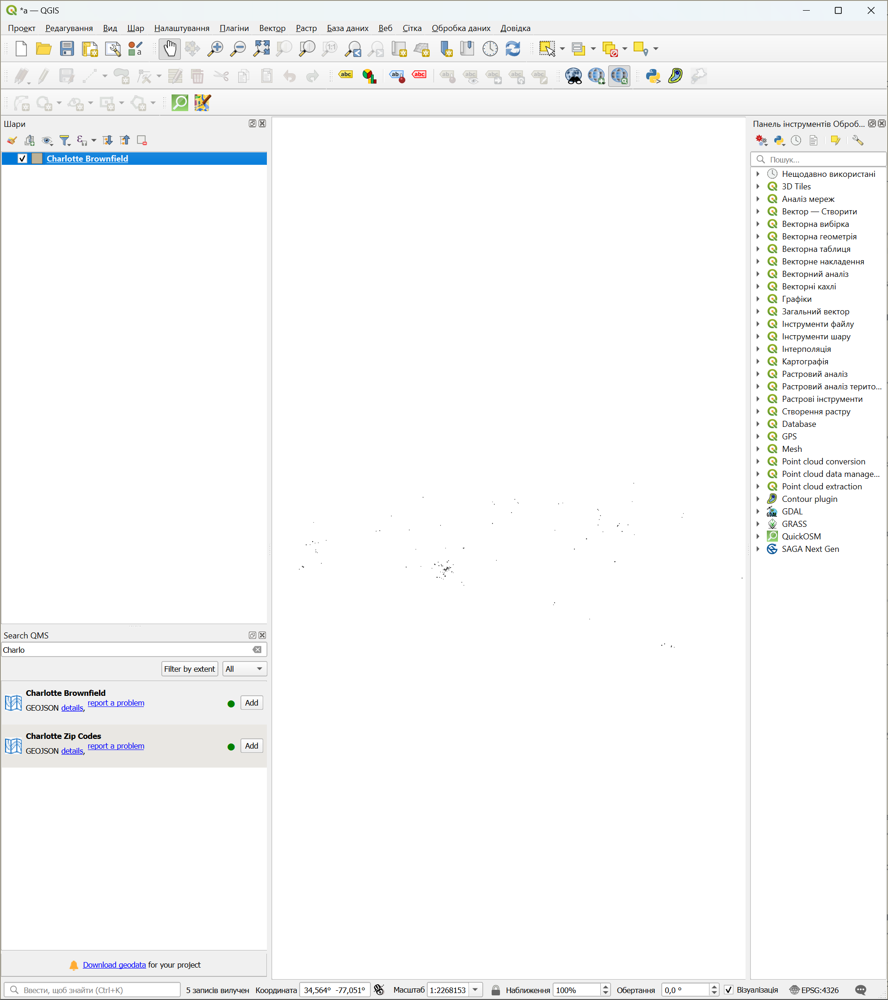 *a — QGIS
Проект Редагування Вид Шар Налаштування Плагіни Вектор Растр База даних Веб Сітка Обробка даних Довідка
Шари
Charlotte Brownfield
Search QMS
Charlo
Filter by extent All
Charlotte Brownfield
GEOJSON details, report a problem
Add
Charlotte Zip Codes
GEOJSON details, report a problem
Add
Download geodata for your project
Панель інструментів Оброб...
Пошук...
Нещодавно використані
3D Tiles
Аналіз мереж
Вектор — Створити
Векторна вибірка
Векторна геометрія
Векторна таблиця
Векторне накладення
Векторний аналіз
Векторні кахлі
Графіки
Загальний вектор
Інструменти файлу
Інструменти шару
Інтерполяція
Картографія
Растровий аналіз
Растровий аналіз терито...
Растрові інструменти
Створення растру
Database
GPS
Mesh
Point cloud conversion
Point cloud data manage...
Point cloud extraction
Contour plugin
GDAL
GRASS
QuickOSM
SAGA Next Gen
Ввести, щоб знайти (Ctrl+K) 5 записів вилучен Координата 34,564° -77,051° Масштаб 1:2268153 Наближення 100% Обертання 0,0 ° Візуалізація EPSG:4326